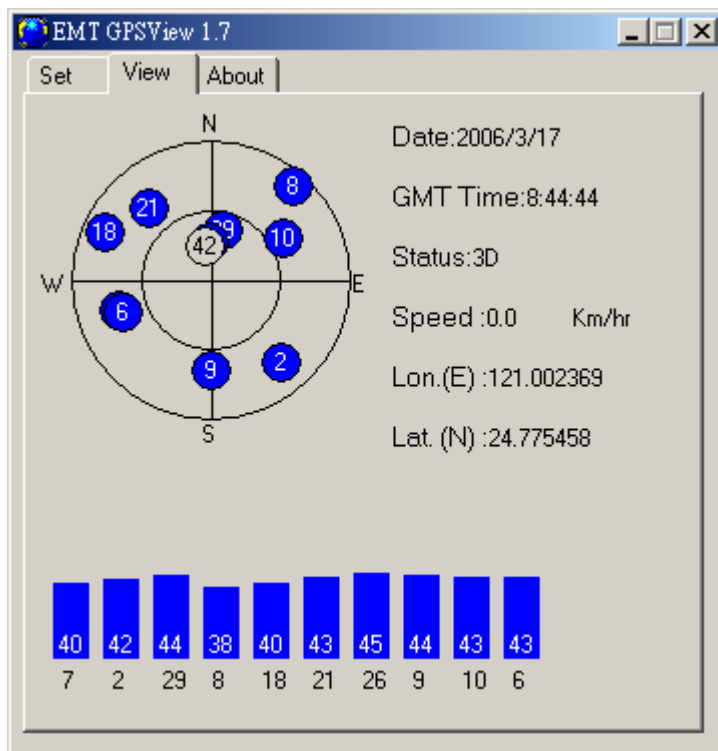 EMT GPSView 1.7
Set View About
N
8
21
18
29
42
10
W
E
6
9
2
S
Date:2006/3/17
GMT Time:8:44:44
Status:3D
Speed :0.0 Km/hr
Lon.(E) :121.002369
Lat. (N) :24.775458
40 42 44 38 40 43 45 44 43 43
7 2 29 8 18 21 26 9 10 6